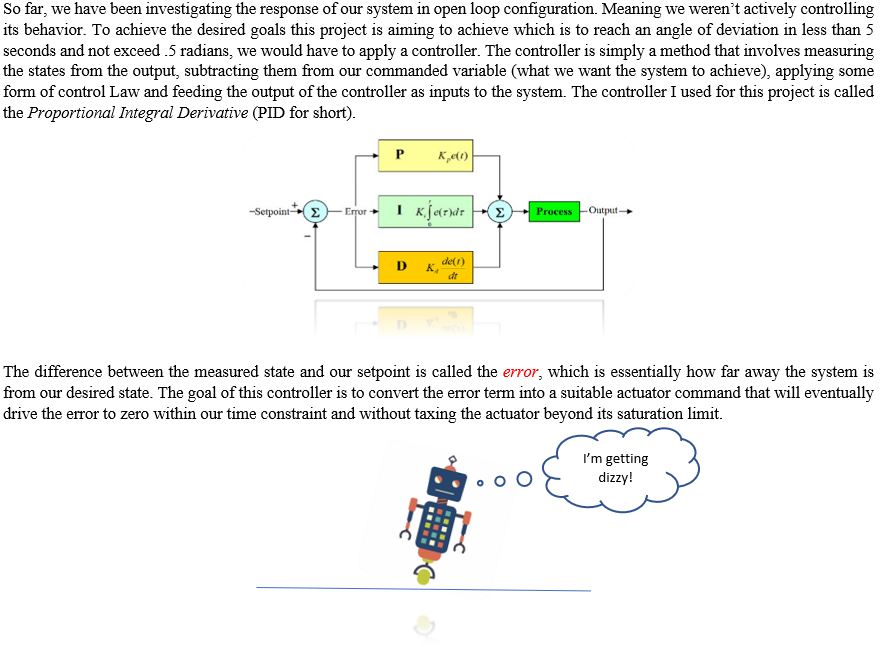 So far, we have been investigating the response of our system in open loop configuration. Meaning we weren't actively controlling
its behavior. To achieve the desired goals this project is aiming to achieve which is to reach an angle of deviation in less than 5
seconds and not exceed .5 radians, we would have to apply a controller. The controller is simply a method that involves measuring
the states from the output, subtracting them from our commanded variable (what we want the system to achieve), applying some
form of control Law and feeding the output of the controller as inputs to the system. The controller I used for this project is called
the Proportional Integral Derivative (PID for short).
P K_p e(t)
Setpoint + Σ Error I K_i ∫_0^t e(τ)dτ Σ Process Output
−
D K_d de(t)/dt
The difference between the measured state and our setpoint is called the error, which is essentially how far away the system is
from our desired state. The goal of this controller is to convert the error term into a suitable actuator command that will eventually
drive the error to zero within our time constraint and without taxing the actuator beyond its saturation limit.
I'm getting
dizzy!